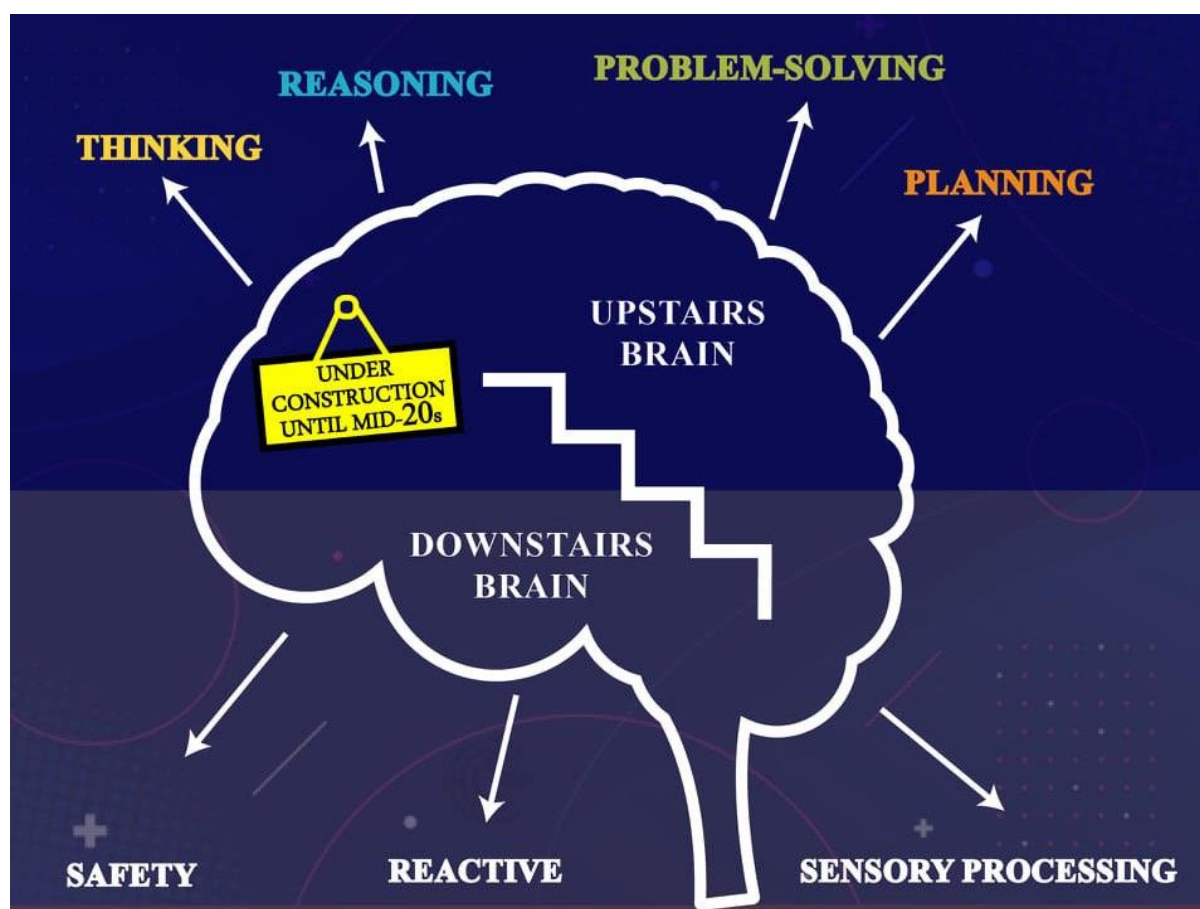 REASONING
PROBLEM-SOLVING
THINKING
PLANNING
UPSTAIRS
BRAIN
UNDER
CONSTRUCTION
UNTIL MID-20s
DOWNSTAIRS
BRAIN
SAFETY
REACTIVE
SENSORY PROCESSING